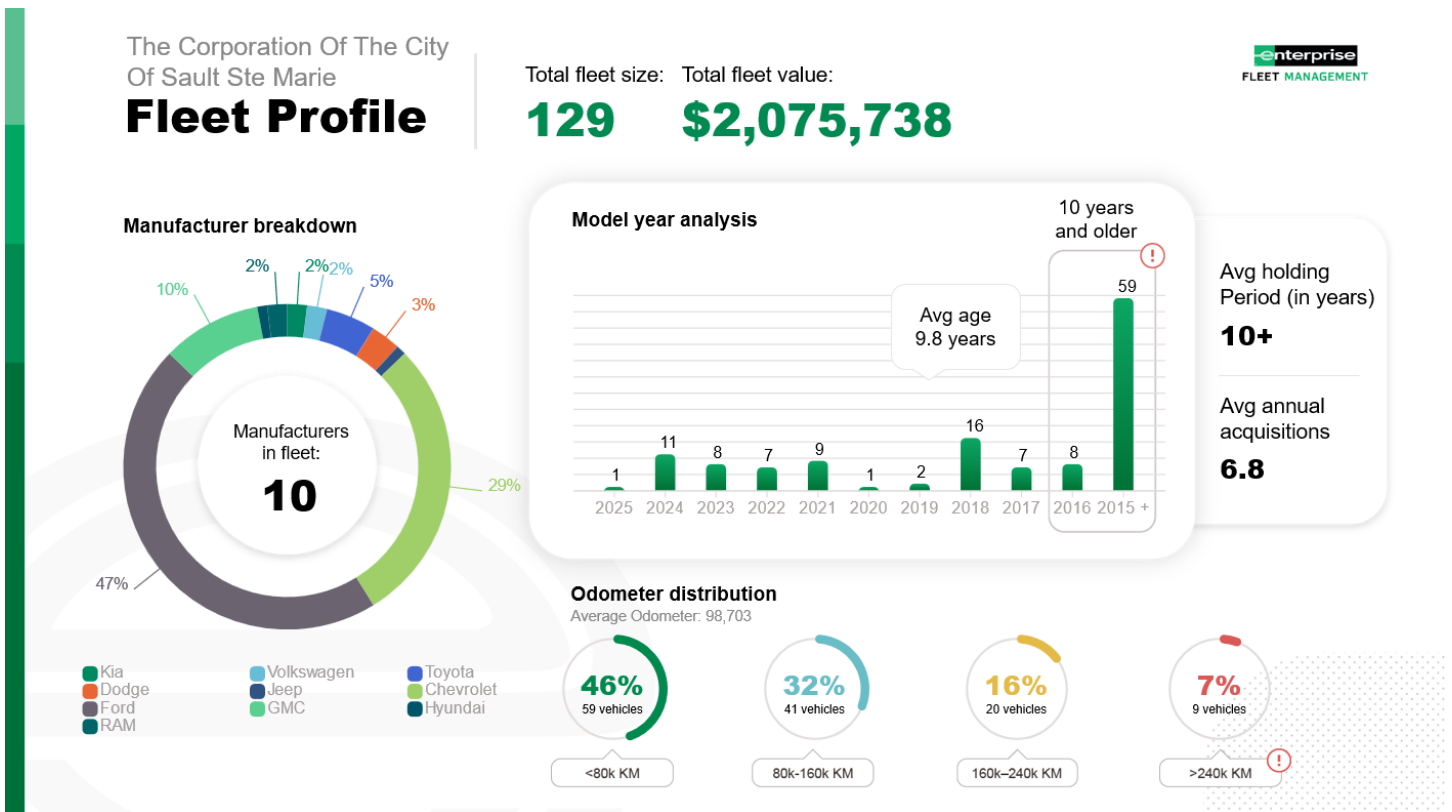 The Corporation Of The City
Of Sault Ste Marie
Fleet Profile
Total fleet size:
129
Total fleet value:
$2,075,738
enterprise
FLEET MANAGEMENT
Manufacturer breakdown
2%
2%
2%
5%
3%
10%
29%
47%
Manufacturers
in fleet:
10
Kia
Volkswagen
Toyota
Dodge
Jeep
Chevrolet
Ford
GMC
Hyundai
RAM
Model year analysis
10 years
and older
!
Avg age
9.8 years
1
11
8
7
9
1
2
16
7
8
59
2025
2024
2023
2022
2021
2020
2019
2018
2017
2016
2015 +
Avg holding
Period (in years)
10+
Avg annual
acquisitions
6.8
Odometer distribution
Average Odometer: 98,703
46%
59 vehicles
<80k KM
32%
41 vehicles
80k-160k KM
16%
20 vehicles
160k–240k KM
7%
9 vehicles
>240k KM
!